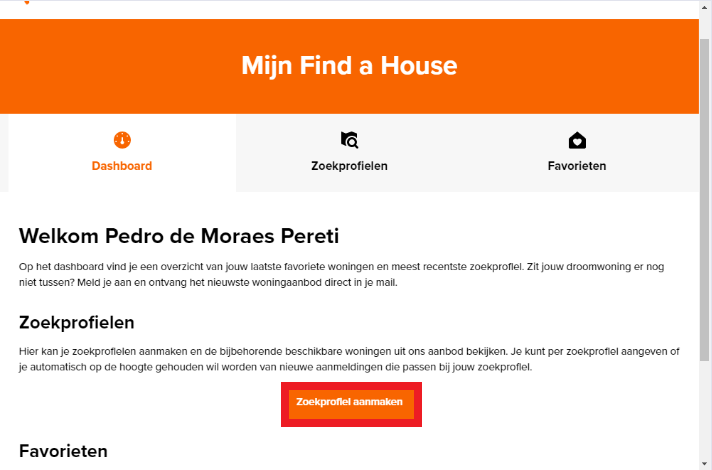 Mijn Find a House
Dashboard
Zoekprofielen
Favorieten
Welkom Pedro de Moraes Pereti
Op het dashboard vind je een overzicht van jouw laatste favoriete woningen en meest recentste zoekprofiel. Zit jouw droomwoning er nog
niet tussen? Meld je aan en ontvang het nieuwste woningaanbod direct in je mail.
Zoekprofielen
Hier kan je zoekprofielen aanmaken en de bijbehorende beschikbare woningen uit ons aanbod bekijken. Je kunt per zoekprofiel aangeven of
je automatisch op de hoogte gehouden wil worden van nieuwe aanmeldingen die passen bij jouw zoekprofiel.
Zoekprofiel aanmaken
Favorieten